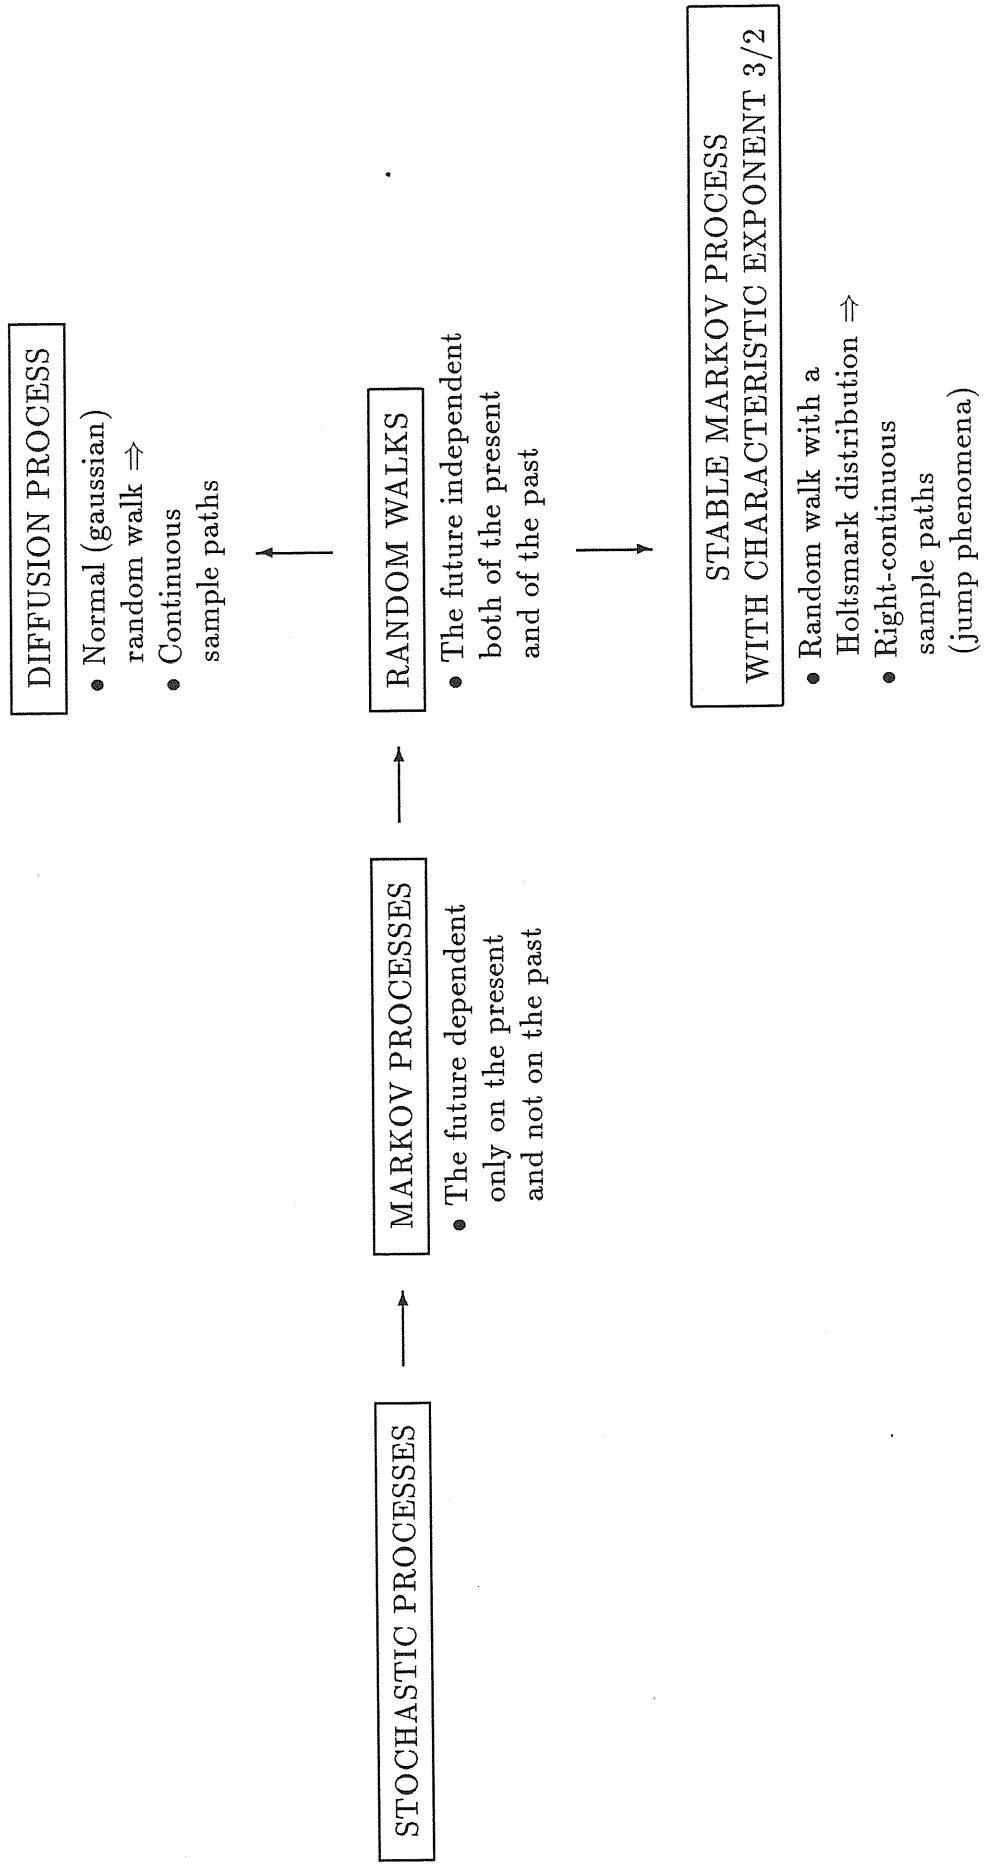 STOCHASTIC PROCESSES
MARKOV PROCESSES
• The future dependent
only on the present
and not on the past
DIFFUSION PROCESS
• Normal (gaussian)
random walk ⇒
• Continuous
sample paths
RANDOM WALKS
• The future independent
both of the present
and of the past
STABLE MARKOV PROCESS
WITH CHARACTERISTIC EXPONENT 3/2
• Random walk with a
Holtsmark distribution ⇒
• Right-continuous
sample paths
(jump phenomena)